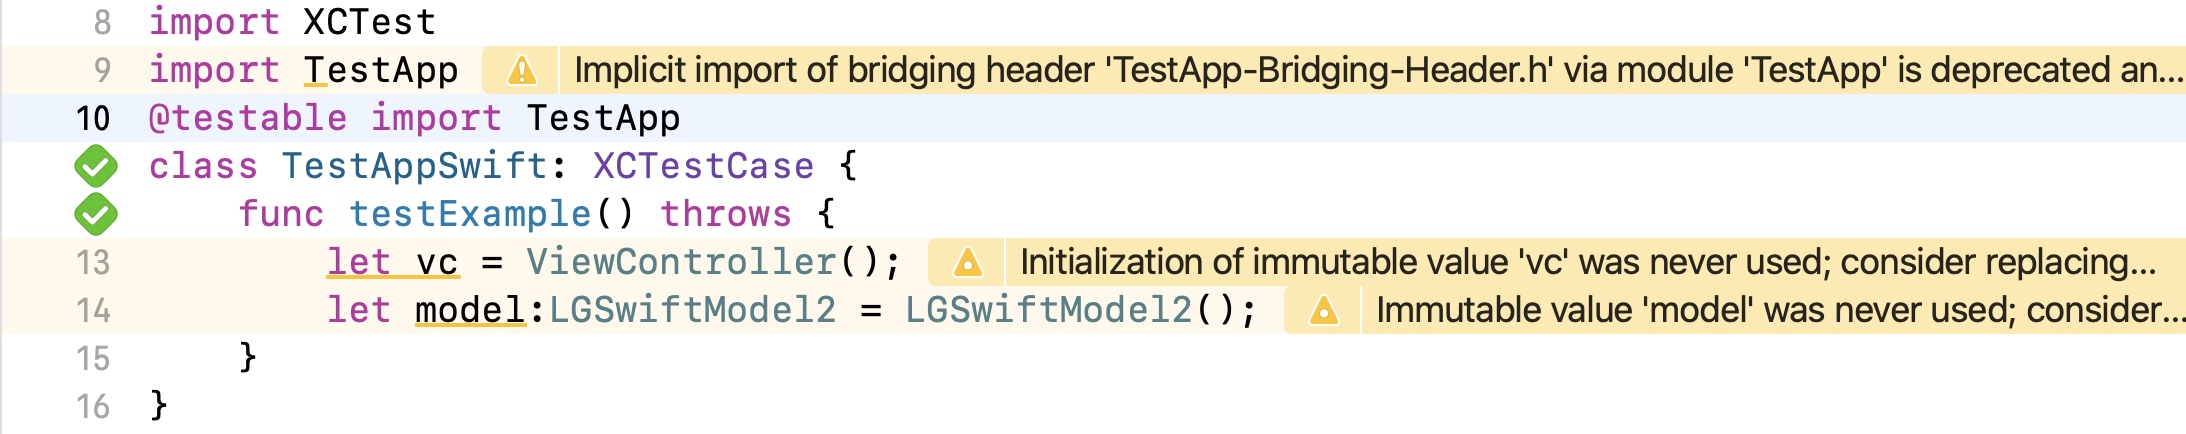 8 import XCTest
9 import TestApp Implicit import of bridging header 'TestApp-Bridging-Header.h' via module 'TestApp' is deprecated an...
10 @testable import TestApp
class TestAppSwift: XCTestCase {
func testExample() throws {
13 let vc = ViewController(); Initialization of immutable value 'vc' was never used; consider replacing...
14 let model:LGSwiftModel2 = LGSwiftModel2(); Immutable value 'model' was never used; consider...
15 }
16 }